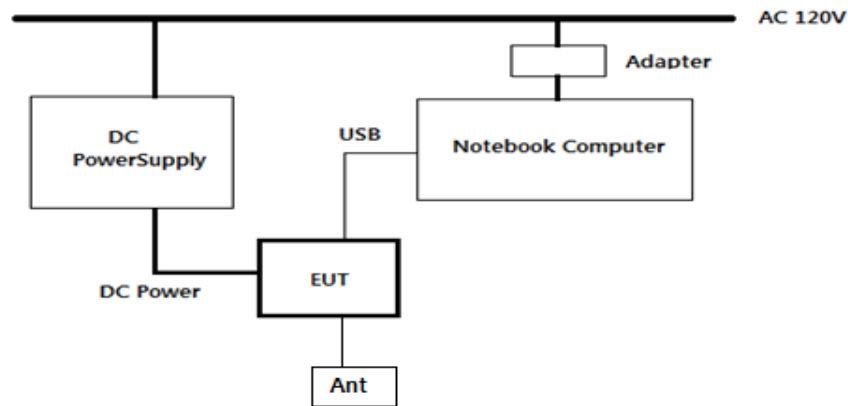 AC 120V
Adapter
DC
PowerSupply
USB
Notebook Computer
EUT
DC Power
Ant